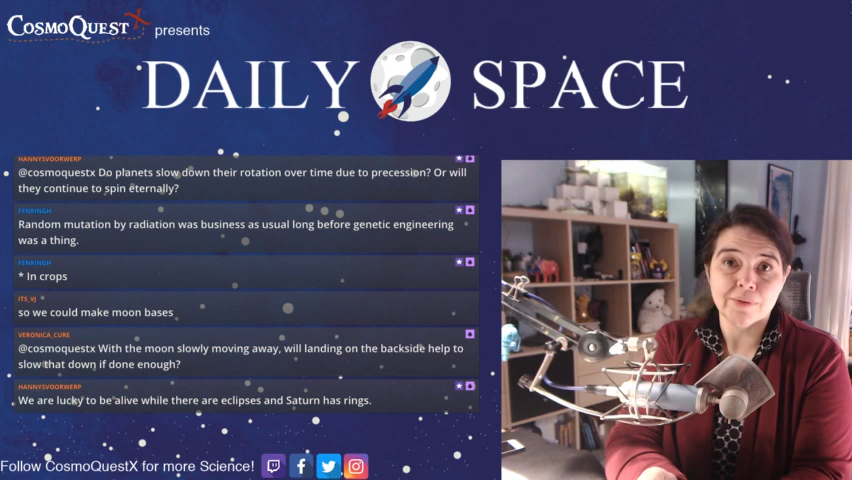 COSMOQUEST X presents
DAILY SPACE
HANNYSVOORWERP
@cosmoquestx Do planets slow down their rotation over time due to precession? Or will
they continue to spin eternally?
FENRINGH
Random mutation by radiation was business as usual long before genetic engineering
was a thing.
FENRINGH
* In crops
ITS_VJ
so we could make moon bases
VERONICA_CURE
@cosmoquestx With the moon slowly moving away, will landing on the backside help to
slow that down if done enough?
HANNYSVOORWERP
We are lucky to be alive while there are eclipses and Saturn has rings.
Follow CosmoQuestX for more Science!